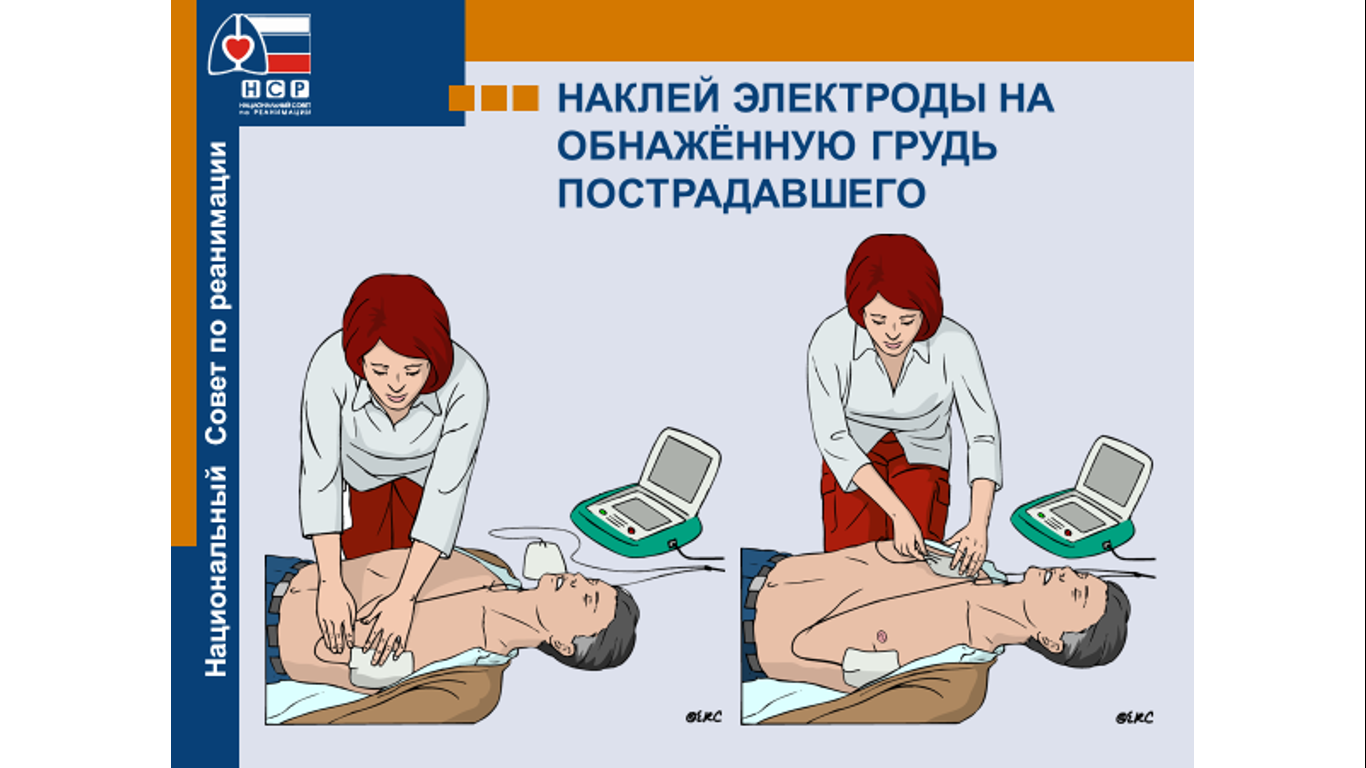 НСР
НАЦИОНАЛЬНЫЙ СОВЕТ
по РЕАНИМАЦИИ
НАКЛЕЙ ЭЛЕКТРОДЫ НА
ОБНАЖЁННУЮ ГРУДЬ
ПОСТРАДАВШЕГО
Национальный Совет по реанимации
@ERC
@ERC